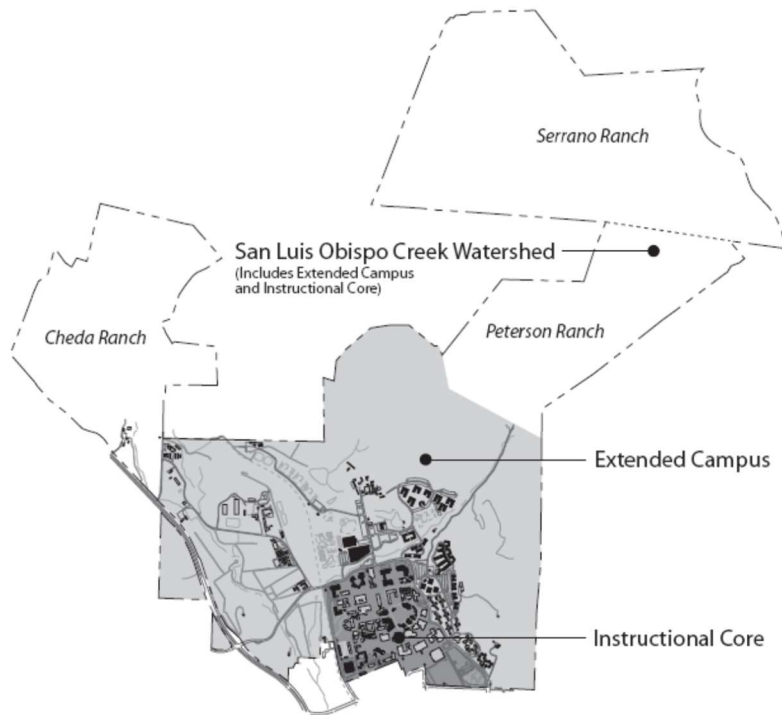 Serrano Ranch
San Luis Obispo Creek Watershed
(Includes Extended Campus
and Instructional Core)
Cheda Ranch
Peterson Ranch
Extended Campus
Instructional Core